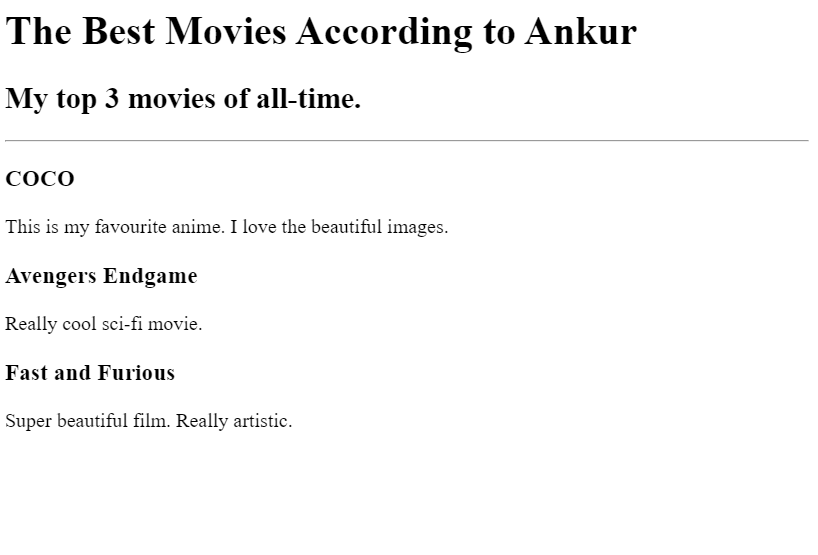 The Best Movies According to Ankur
My top 3 movies of all-time.
COCO
This is my favourite anime. I love the beautiful images.
Avengers Endgame
Really cool sci-fi movie.
Fast and Furious
Super beautiful film. Really artistic.